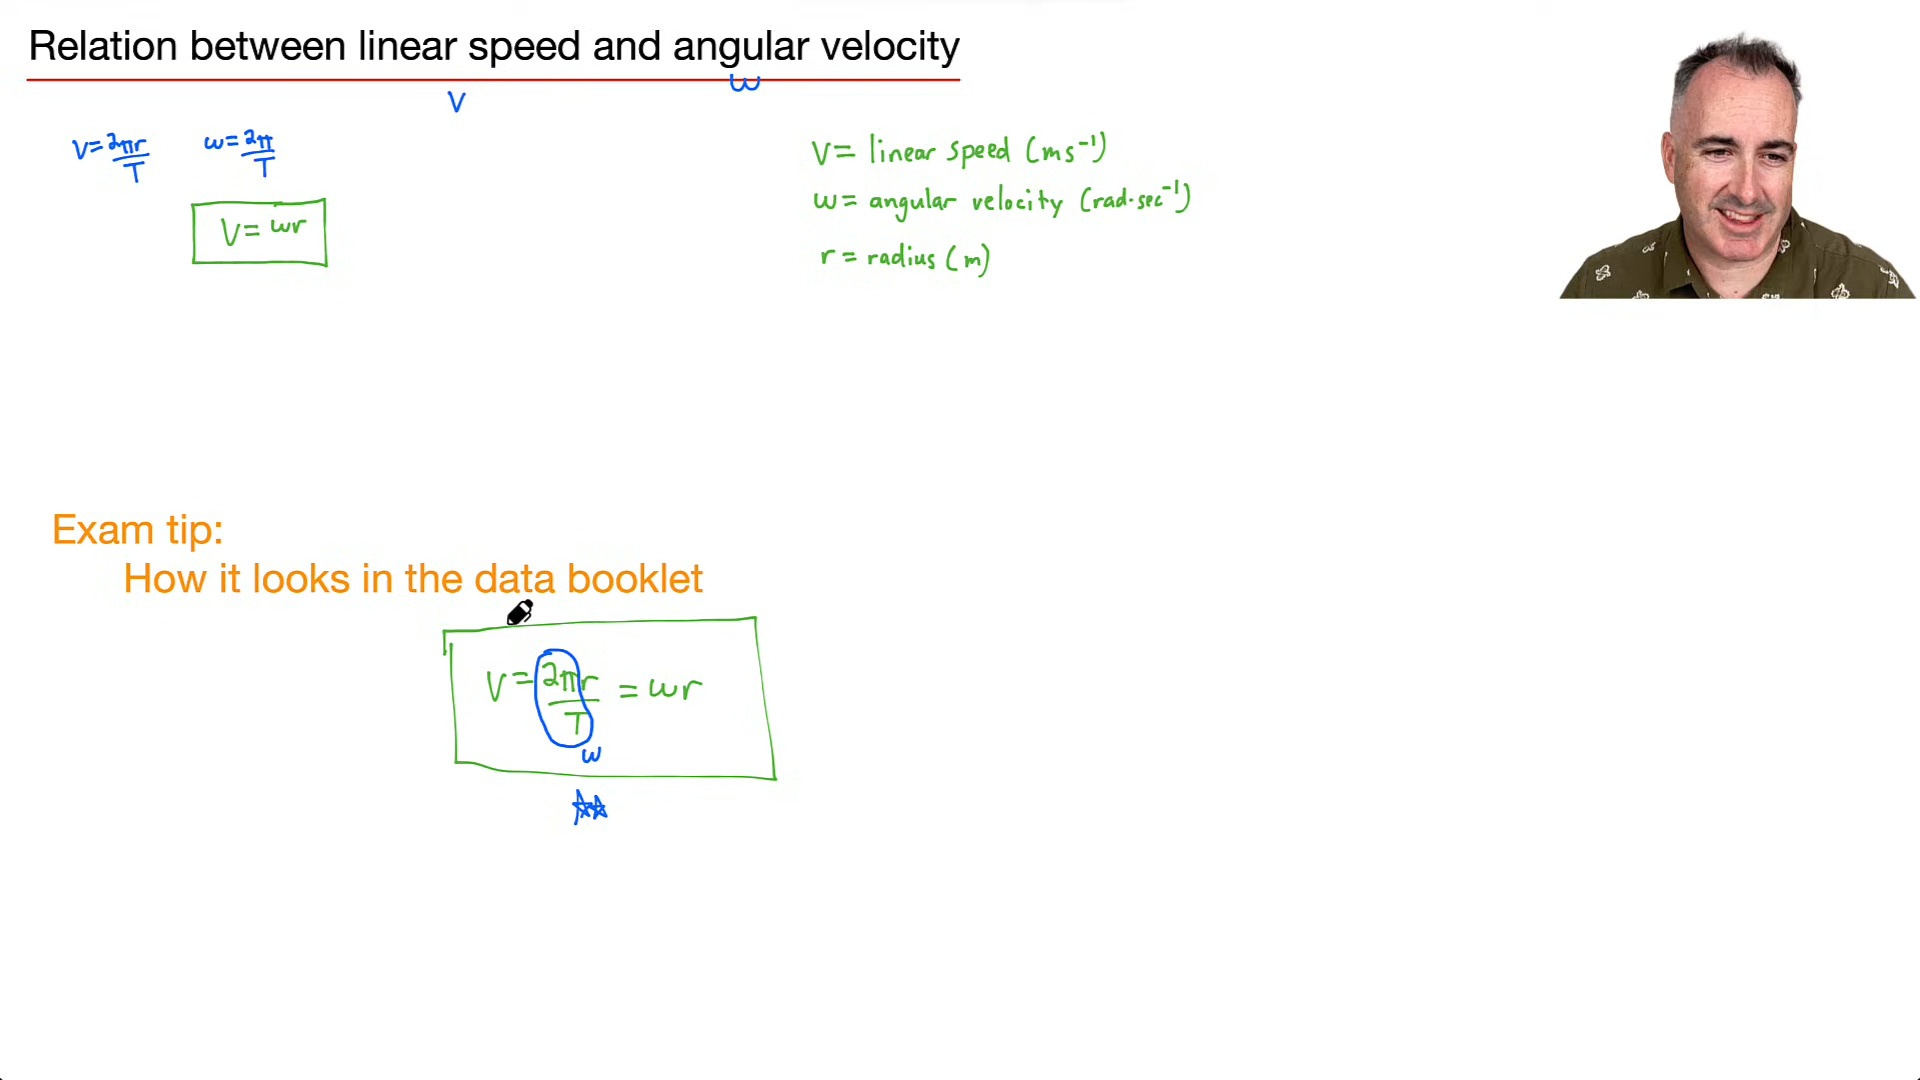 Relation between linear speed and angular velocity
v
ω
v = 2πr/T
ω = 2π/T
v = ωr
v = linear speed (ms⁻¹)
ω = angular velocity (rad·sec⁻¹)
r = radius (m)
Exam tip:
How it looks in the data booklet
v = 2πr/T = ωr
ω